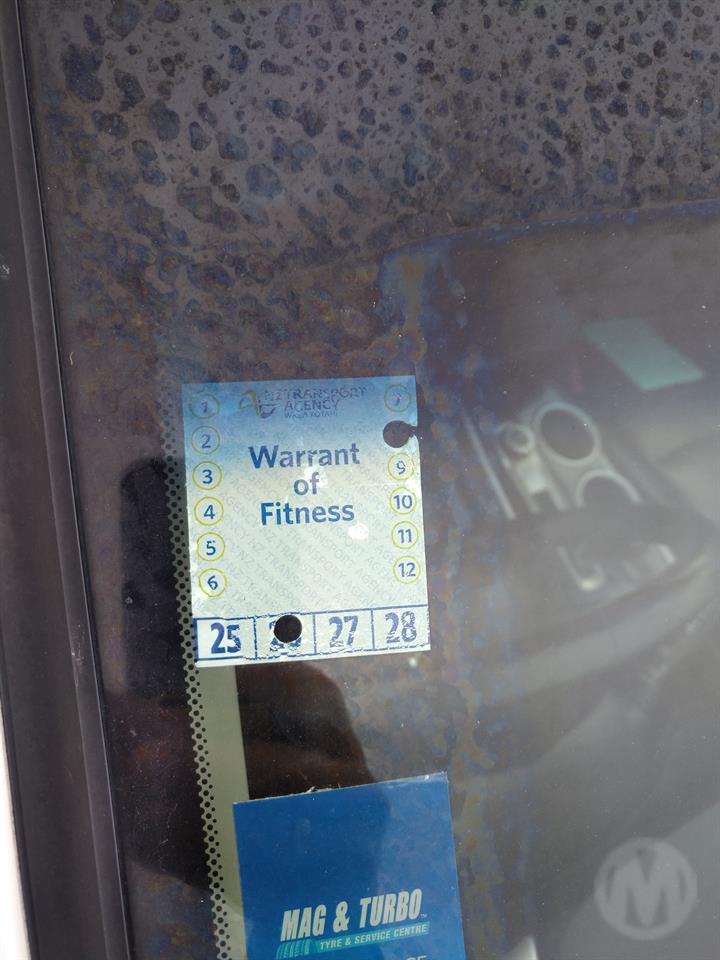 NZ TRANSPORT
AGENCY
WAKA KOTAHI
1
7
2
Warrant
of
Fitness
3
9
4
10
5
11
6
12
25
27
28
MAG & TURBO
TYRE & SERVICE CENTRE
M